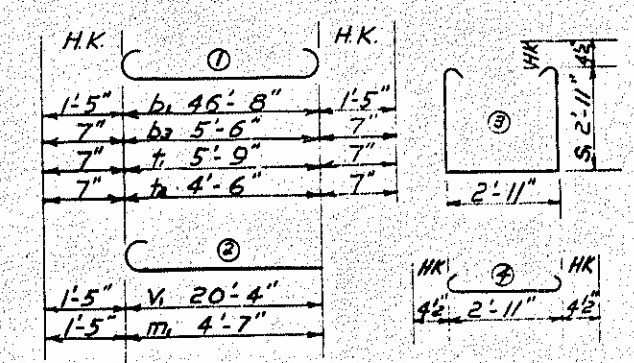 H.K. ① H.K.
1'-5" b₁ 46'-8" 1'-5"
7" b₃ 5'-6" 7"
7" t₁ 5'-9" 7"
7" t₂ 4'-6" 7"
②
1'-5" V₁ 20'-4"
1'-5" m₁ 4'-7"
HK 4½"
③
S₁ 2'-11"
2'-11"
HK ④ HK
4½" 2'-11" 4½"